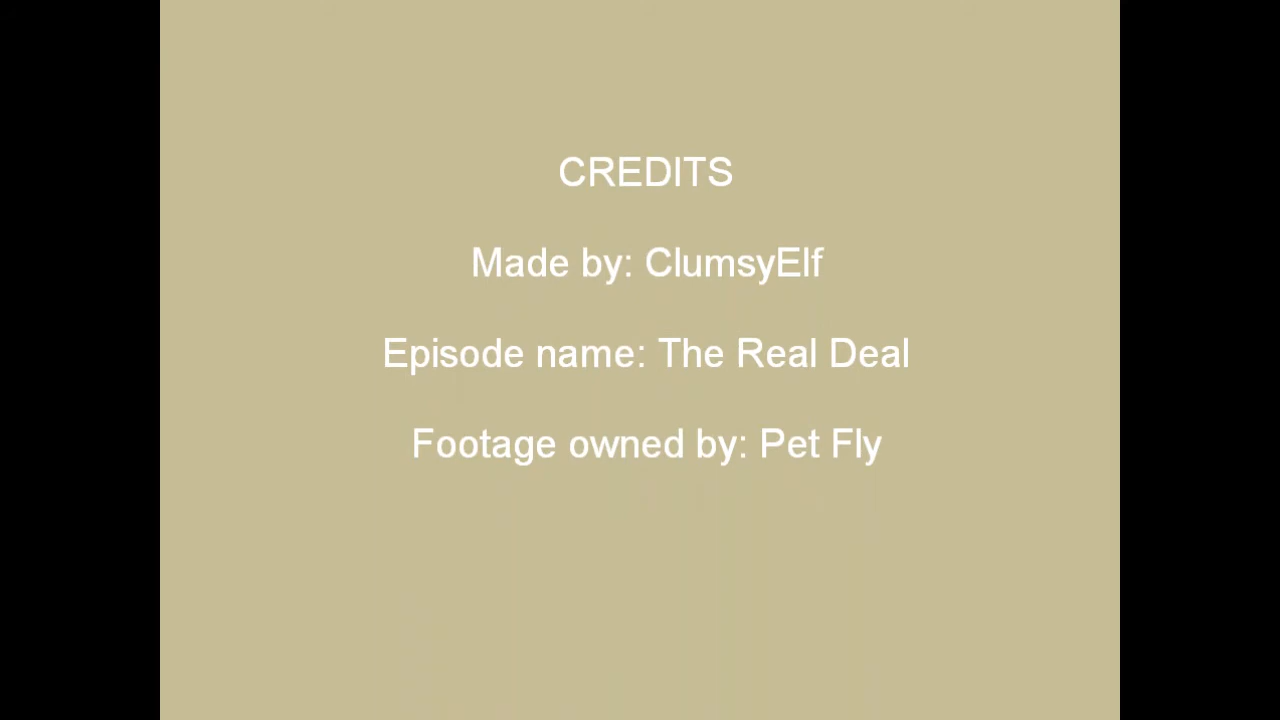 CREDITS
Made by: ClumsyElf
Episode name: The Real Deal
Footage owned by: Pet Fly